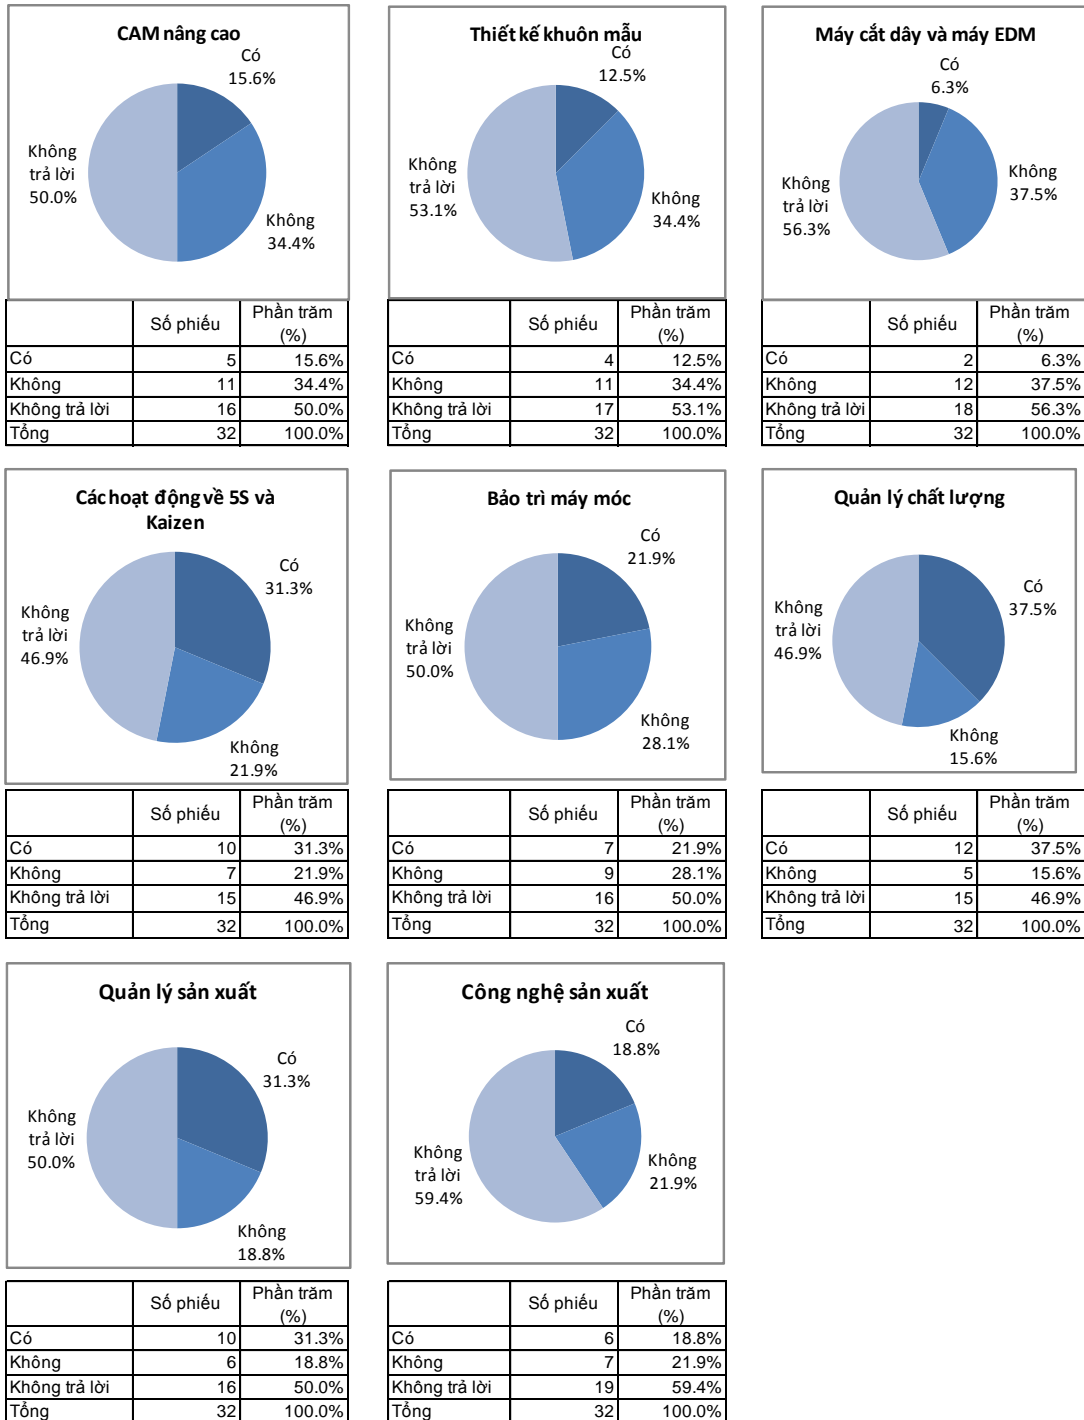 CAM nâng cao
Có
15.6%
Không
trả lời
50.0%
Không
34.4%
Số phiếu Phần trăm (%)
Có 5 15.6%
Không 11 34.4%
Không trả lời 16 50.0%
Tổng 32 100.0%
Thiết kế khuôn mẫu
Có
12.5%
Không
trả lời
53.1%
Không
34.4%
Số phiếu Phần trăm (%)
Có 4 12.5%
Không 11 34.4%
Không trả lời 17 53.1%
Tổng 32 100.0%
Máy cắt dây và máy EDM
Có
6.3%
Không
trả lời
56.3%
Không
37.5%
Số phiếu Phần trăm (%)
Có 2 6.3%
Không 12 37.5%
Không trả lời 18 56.3%
Tổng 32 100.0%
Các hoạt động về 5S và
Kaizen
Có
31.3%
Không
trả lời
46.9%
Không
21.9%
Số phiếu Phần trăm (%)
Có 10 31.3%
Không 7 21.9%
Không trả lời 15 46.9%
Tổng 32 100.0%
Bảo trì máy móc
Có
21.9%
Không
trả lời
50.0%
Không
28.1%
Số phiếu Phần trăm (%)
Có 7 21.9%
Không 9 28.1%
Không trả lời 16 50.0%
Tổng 32 100.0%
Quản lý chất lượng
Có
37.5%
Không
trả lời
46.9%
Không
15.6%
Số phiếu Phần trăm (%)
Có 12 37.5%
Không 5 15.6%
Không trả lời 15 46.9%
Tổng 32 100.0%
Quản lý sản xuất
Có
31.3%
Không
trả lời
50.0%
Không
18.8%
Số phiếu Phần trăm (%)
Có 10 31.3%
Không 6 18.8%
Không trả lời 16 50.0%
Tổng 32 100.0%
Công nghệ sản xuất
Có
18.8%
Không
trả lời
59.4%
Không
21.9%
Số phiếu Phần trăm (%)
Có 6 18.8%
Không 7 21.9%
Không trả lời 19 59.4%
Tổng 32 100.0%